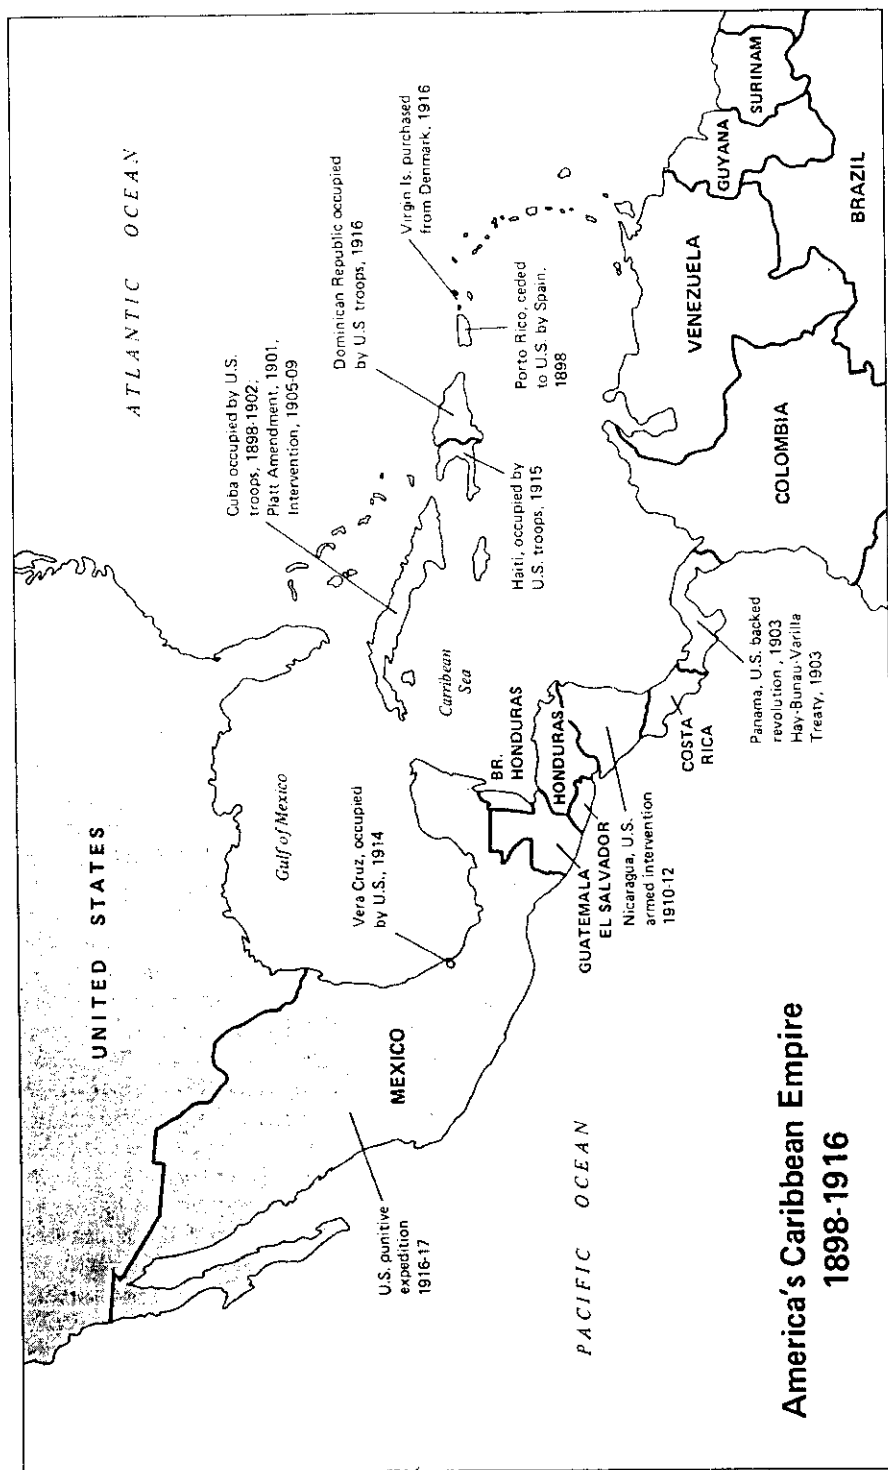 UNITED STATES
ATLANTIC OCEAN
Gulf of Mexico
Cuba occupied by U.S.
troops, 1898-1902;
Platt Amendment, 1901,
Intervention, 1905-09
Dominican Republic occupied
by U.S troops, 1916
Virgin Is. purchased
from Denmark, 1916
Vera Cruz, occupied
by U.S., 1914
Carribean
Sea
Haiti, occupied by
U.S. troops, 1915
Porto Rico, ceded
to U.S. by Spain,
1898
MEXICO
U.S. punitive
expedition
1916-17
BR.
HONDURAS
HONDURAS
GUATEMALA
EL SALVADOR
Nicaragua, U.S.
armed intervention
1910-12
COSTA
RICA
Panama, U.S. backed
revolution, 1903
Hay-Bunau-Varilla
Treaty, 1903
COLOMBIA
VENEZUELA
GUYANA
SURINAM
BRAZIL
PACIFIC OCEAN
America's Caribbean Empire
1898-1916